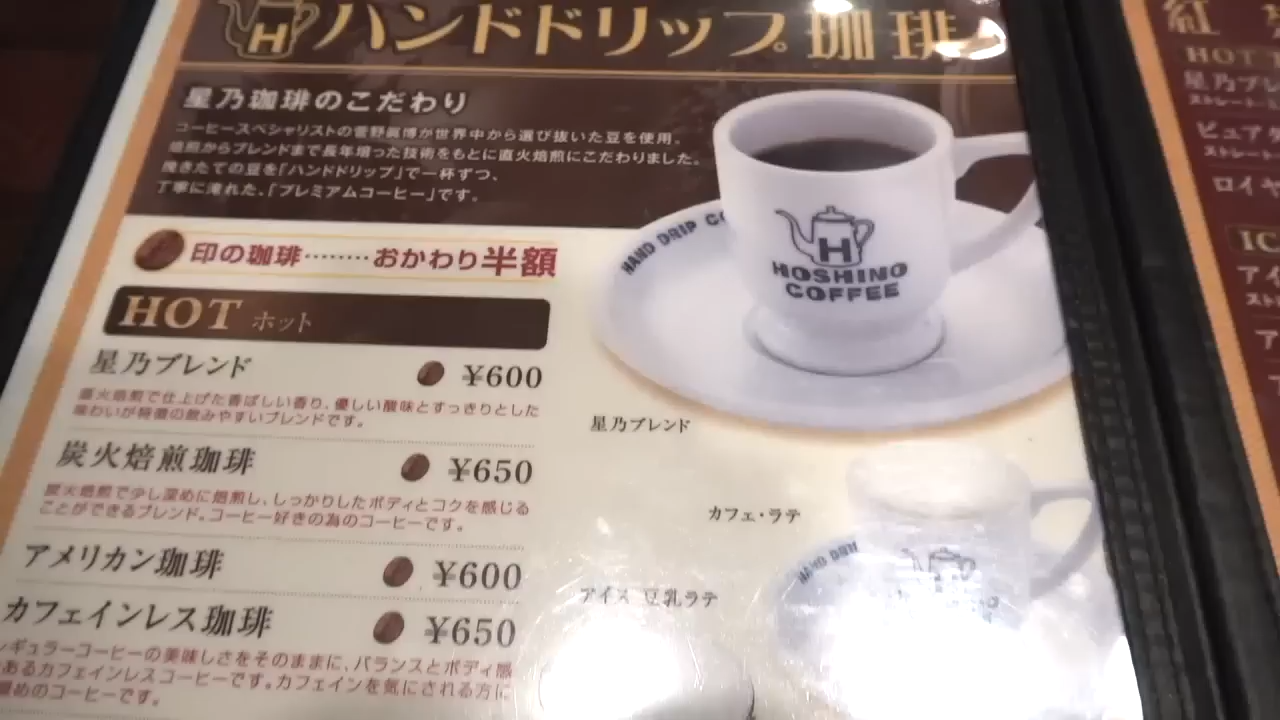 H ハンドドリップ珈琲
星乃珈琲のこだわり
コーヒースペシャリストの菅野眞博が世界中から選び抜いた豆を使用。
焙煎からブレンドまで長年培った技術をもとに直火焙煎にこだわりました。
挽きたての豆を「ハンドドリップ」で一杯ずつ、
丁寧に淹れた、「プレミアムコーヒー」です。
印の珈琲………おかわり半額
HOT ホット
星乃ブレンド ¥600
直火焙煎で仕上げた香ばしい香り、優しい酸味とすっきりとした
味わいが特徴の飲みやすいブレンドです。
炭火焙煎珈琲 ¥650
炭火焙煎で少し深めに焙煎し、しっかりしたボディとコクを感じる
ことができるブレンド。コーヒー好きの為のコーヒーです。
アメリカン珈琲 ¥600
カフェインレス珈琲 ¥650
ギュラーコーヒーの美味しさをそのままに、バランスとボディ感
あるカフェインレスコーヒーです。カフェインを気にされる方に
めのコーヒーです。
HAND DRIP CO
H
HOSHINO
COFFEE
星乃ブレンド
カフェ・ラテ
アイス 豆乳ラテ
HAND DRI
紅
HOT
星乃ブレ
ストレート
ピュア
ストレート
ロイヤ
IC
アイ
スト
ア